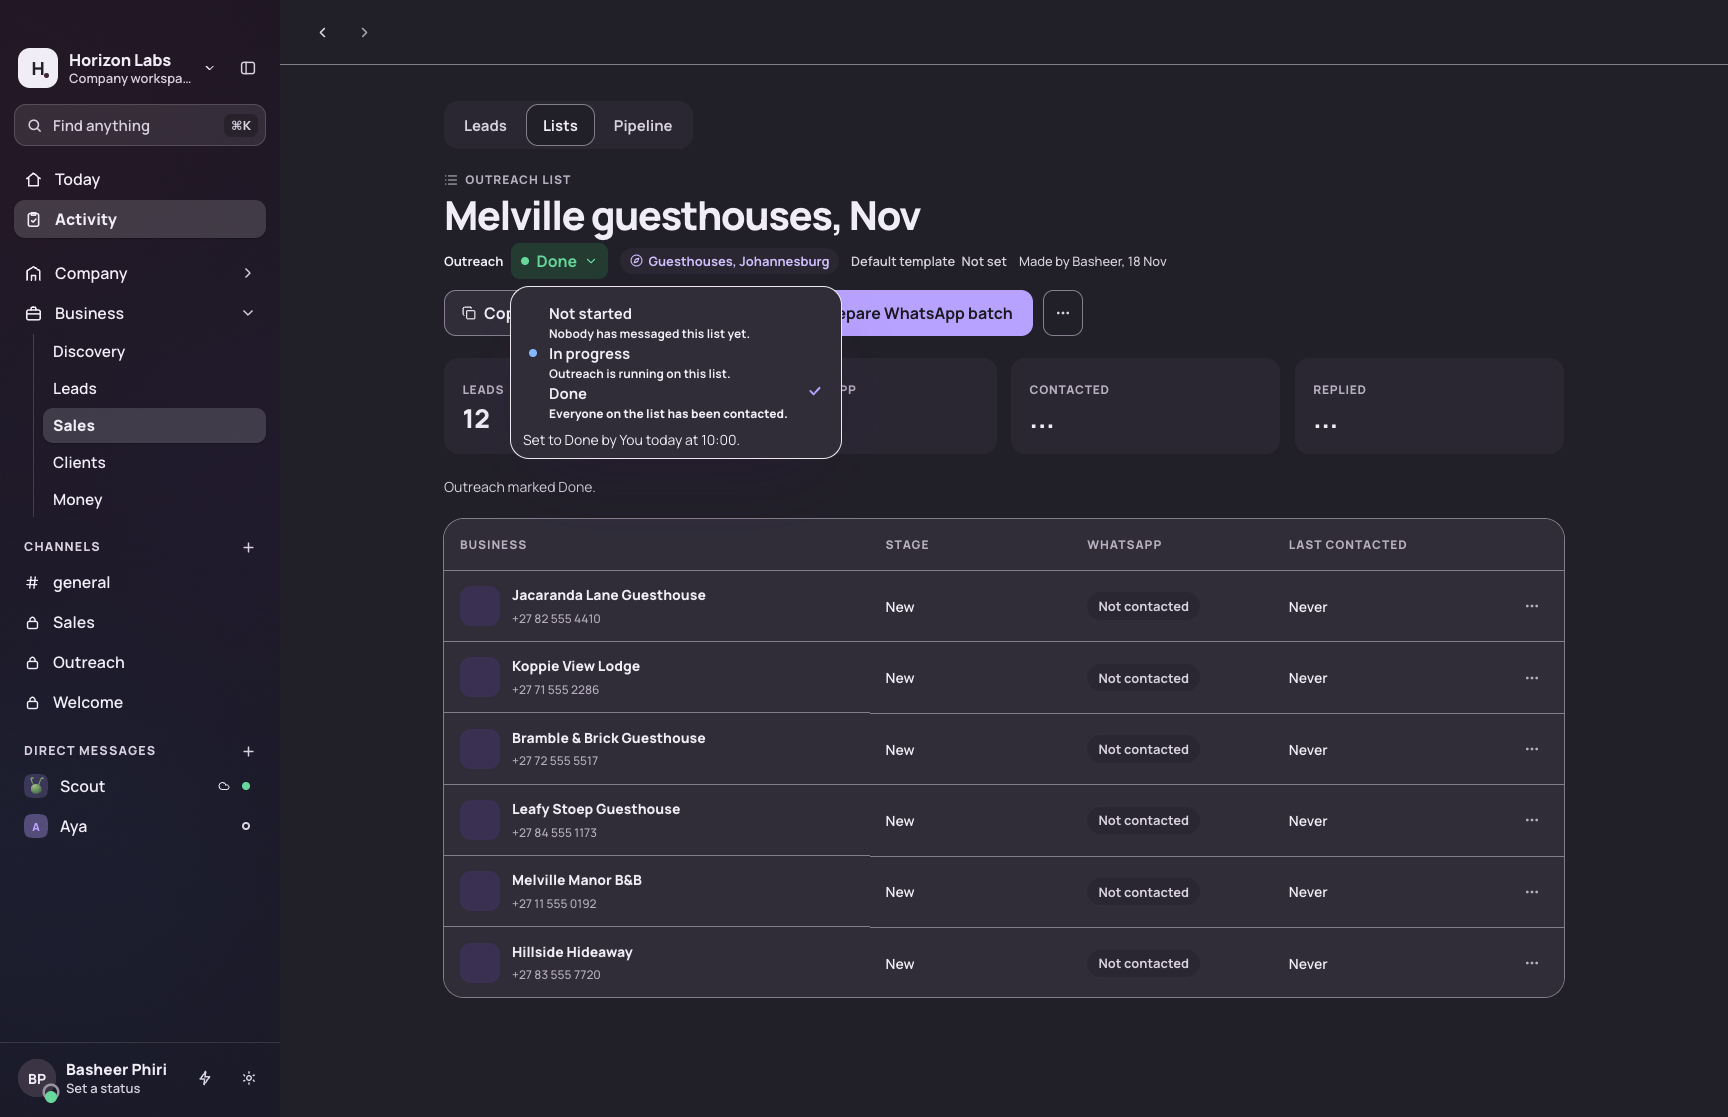 H.
Horizon Labs
Company workspa...
Find anything
⌘K
Today
Activity
Company
Business
Discovery
Leads
Sales
Clients
Money
CHANNELS
# general
Sales
Outreach
Welcome
DIRECT MESSAGES
Scout
A
Aya
BP
Basheer Phiri
Set a status
Leads
Lists
Pipeline
OUTREACH LIST
Melville guesthouses, Nov
Outreach
Done
Guesthouses, Johannesburg
Default template Not set
Made by Basheer, 18 Nov
epare WhatsApp batch
Not started
Nobody has messaged this list yet.
In progress
Outreach is running on this list.
Done
Everyone on the list has been contacted.
Set to Done by You today at 10:00.
LEADS
12
CONTACTED
...
REPLIED
...
Outreach marked Done.
BUSINESS STAGE WHATSAPP LAST CONTACTED
Jacaranda Lane Guesthouse
+27 82 555 4410
New
Not contacted
Never
Koppie View Lodge
+27 71 555 2286
New
Not contacted
Never
Bramble & Brick Guesthouse
+27 72 555 5517
New
Not contacted
Never
Leafy Stoep Guesthouse
+27 84 555 1173
New
Not contacted
Never
Melville Manor B&B
+27 11 555 0192
New
Not contacted
Never
Hillside Hideaway
+27 83 555 7720
New
Not contacted
Never